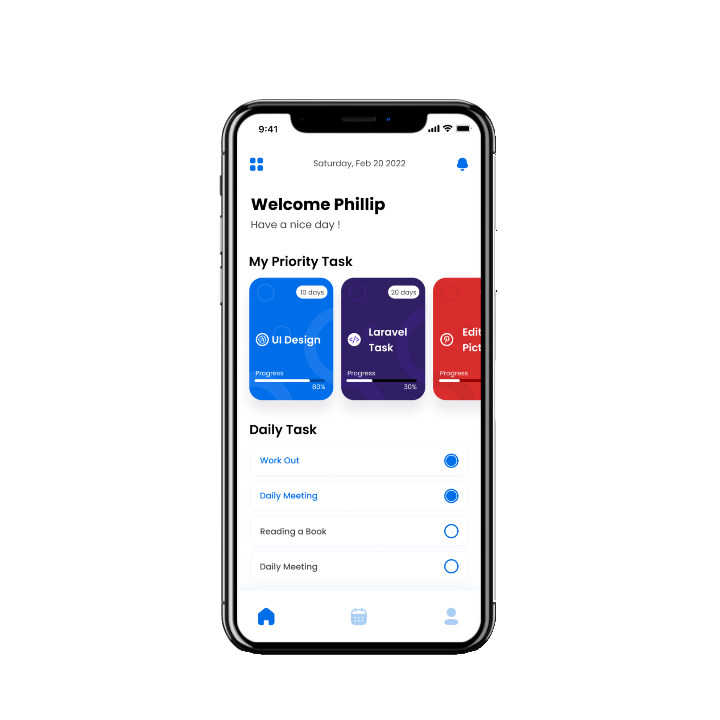 9:41
Saturday, Feb 20 2022
Welcome Phillip
Have a nice day !
My Priority Task
10 days
UI Design
Progress
80%
20 days
</>
Laravel
Task
Progress
30%
Edit
Pict
Progress
Daily Task
Work Out
Daily Meeting
Reading a Book
Daily Meeting